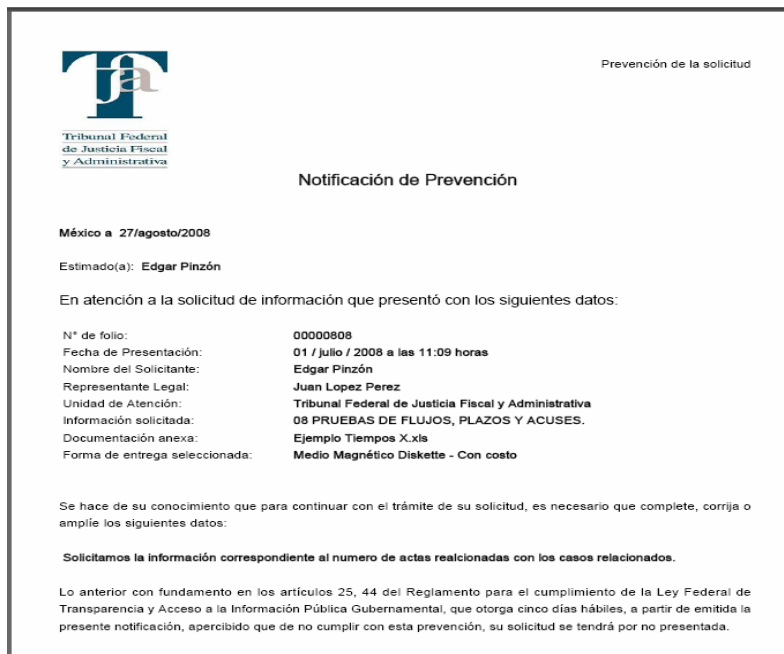 Prevención de la solicitud
TFJA
Tribunal Federal
de Justicia Fiscal
y Administrativa
Notificación de Prevención
México a 27/agosto/2008
Estimado(a): Edgar Pinzón
En atención a la solicitud de información que presentó con los siguientes datos:
N° de folio: 00000808
Fecha de Presentación: 01 / julio / 2008 a las 11:09 horas
Nombre del Solicitante: Edgar Pinzón
Representante Legal: Juan Lopez Perez
Unidad de Atención: Tribunal Federal de Justicia Fiscal y Administrativa
Información solicitada: 08 PRUEBAS DE FLUJOS, PLAZOS Y ACUSES.
Documentación anexa: Ejemplo Tiempos X.xls
Forma de entrega seleccionada: Medio Magnético Diskette - Con costo
Se hace de su conocimiento que para continuar con el trámite de su solicitud, es necesario que complete, corrija o
amplíe los siguientes datos:
Solicitamos la información correspondiente al numero de actas realcionadas con los casos relacionados.
Lo anterior con fundamento en los artículos 25, 44 del Reglamento para el cumplimiento de la Ley Federal de
Transparencia y Acceso a la Información Pública Gubernamental, que otorga cinco días hábiles, a partir de emitida la
presente notificación, apercibido que de no cumplir con esta prevención, su solicitud se tendrá por no presentada.